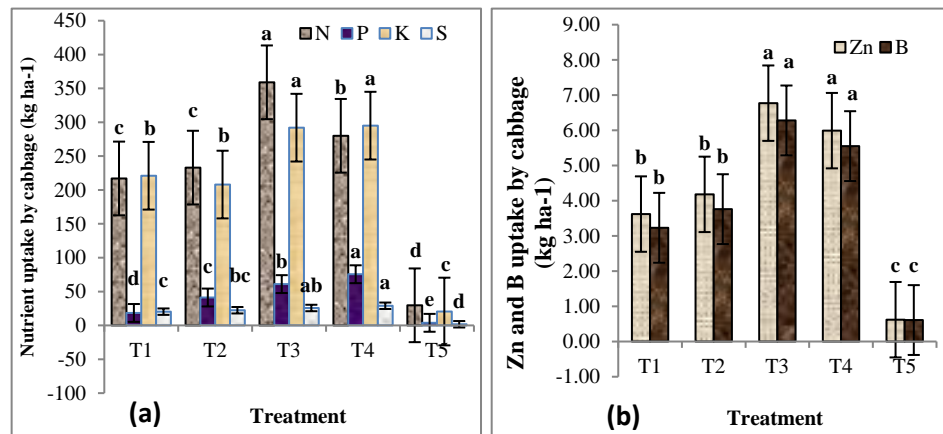 Nutrient uptake by cabbage (kg ha-1)
450
400
350
300
250
200
150
100
50
0
-50
-100
N P K S
c d b
c c b bc
a b a ab
b a a a
d e c d
T1 T2 T3 T4 T5
(a) Treatment
Zn and B uptake by cabbage
(kg ha-1)
9.00
8.00
7.00
6.00
5.00
4.00
3.00
2.00
1.00
0.00
-1.00
Zn B
b b
b b
a a
a a
c c
T1 T2 T3 T4 T5
(b) Treatment